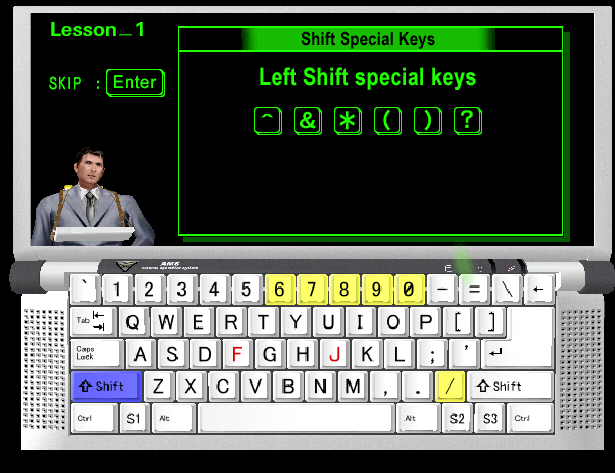 Lesson_1
SKIP : Enter
Shift Special Keys
Left Shift special keys
^ & * ( ) ?
AMS
` 1 2 3 4 5 6 7 8 9 0 - = \ ←
Tab Q W E R T Y U I O P [ ]
Caps Lock A S D F G H J K L ; ' ↵
⇧ Shift Z X C V B N M , . / ⇧ Shift
Ctrl S1 Alt Alt S2 S3 Ctrl